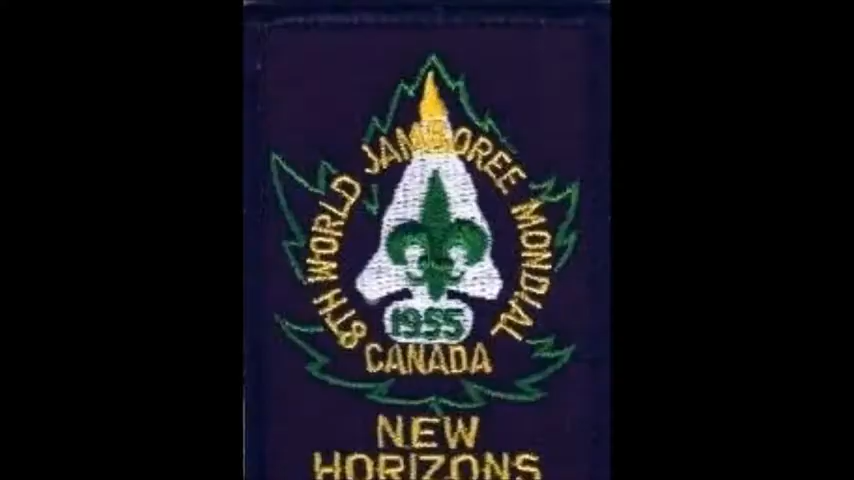 8TH WORLD JAMBOREE MONDIAL
1955
CANADA
NEW
HORIZONS